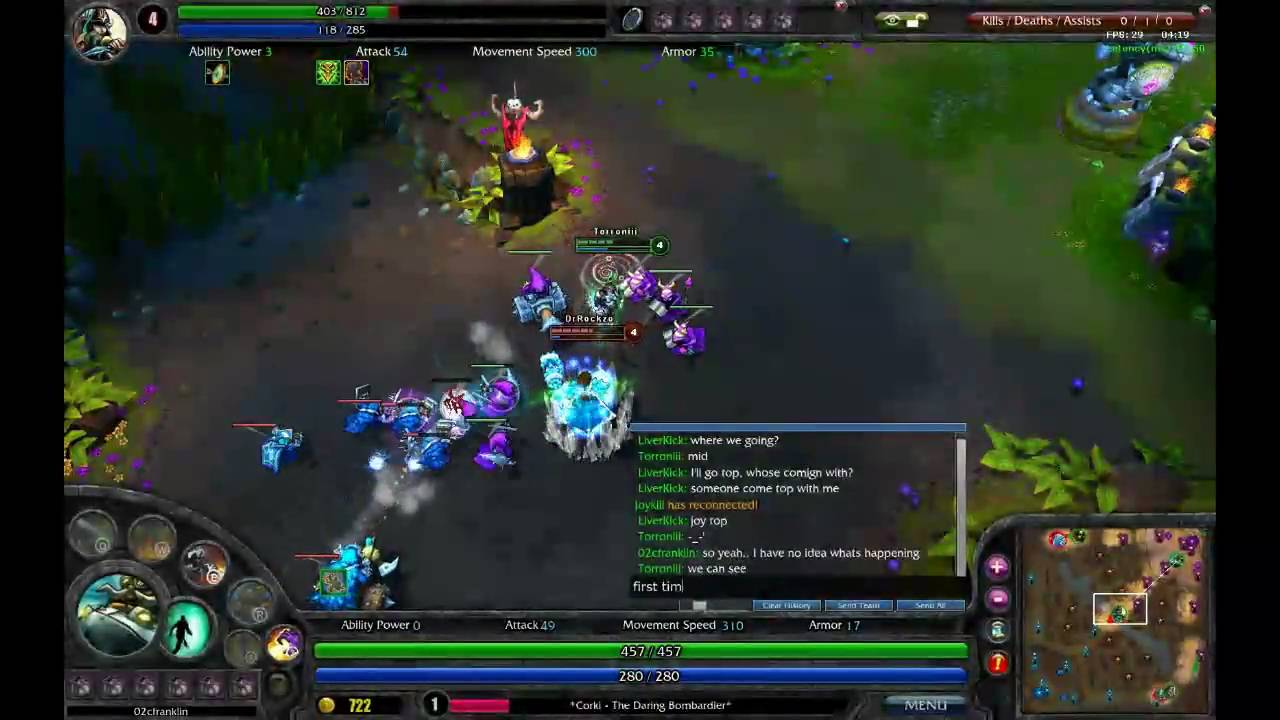 4
403 / 812
118 / 285
Kills / Deaths / Assists 0 / 1 / 0
FPS: 29 04:19
Ability Power 3 Attack 54 Movement Speed 300 Armor 35
Torroniii
4
DrRockzo
4
LiverKick: where we going?
Torroniii: mid
LiverKick: I'll go top, whose comign with?
LiverKick: someone come top with me
Joykill has reconnected!
LiverKick: joy top
Torroniii: -_-'
02cfranklin: so yeah.. I have no idea whats happening
Torroniii: we can see
first tim
Clear History Send Team Send All
Q
W
E
R
Ability Power 0 Attack 49 Movement Speed 310 Armor 17
457 / 457
280 / 280
02cfranklin
722
1
*Corki - The Daring Bombardier*
MENU